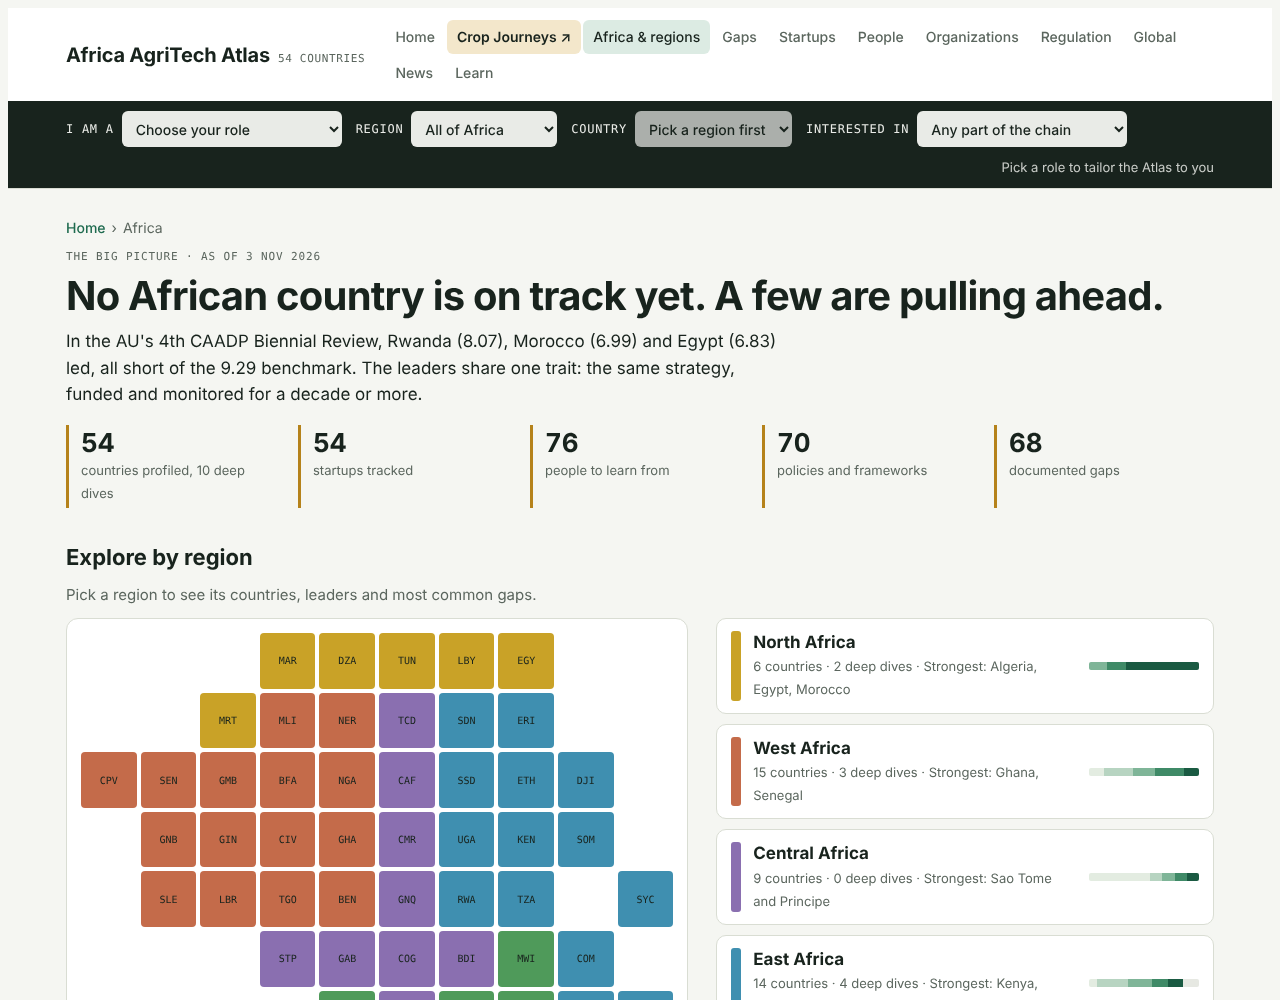 Africa AgriTech Atlas 54 COUNTRIES
Home Crop Journeys ↗ Africa & regions Gaps Startups People Organizations Regulation Global
News Learn
I AM A Choose your role REGION All of Africa COUNTRY Pick a region first INTERESTED IN Any part of the chain
Pick a role to tailor the Atlas to you
Home › Africa
THE BIG PICTURE · AS OF 3 NOV 2026
No African country is on track yet. A few are pulling ahead.
In the AU's 4th CAADP Biennial Review, Rwanda (8.07), Morocco (6.99) and Egypt (6.83)
led, all short of the 9.29 benchmark. The leaders share one trait: the same strategy,
funded and monitored for a decade or more.
54
countries profiled, 10 deep
dives
54
startups tracked
76
people to learn from
70
policies and frameworks
68
documented gaps
Explore by region
Pick a region to see its countries, leaders and most common gaps.
MAR DZA TUN LBY EGY
MRT MLI NER TCD SDN ERI
CPV SEN GMB BFA NGA CAF SSD ETH DJI
GNB GIN CIV GHA CMR UGA KEN SOM
SLE LBR TGO BEN GNQ RWA TZA SYC
STP GAB COG BDI MWI COM
North Africa
6 countries · 2 deep dives · Strongest: Algeria,
Egypt, Morocco
West Africa
15 countries · 3 deep dives · Strongest: Ghana,
Senegal
Central Africa
9 countries · 0 deep dives · Strongest: Sao Tome
and Principe
East Africa
14 countries · 4 deep dives · Strongest: Kenya,